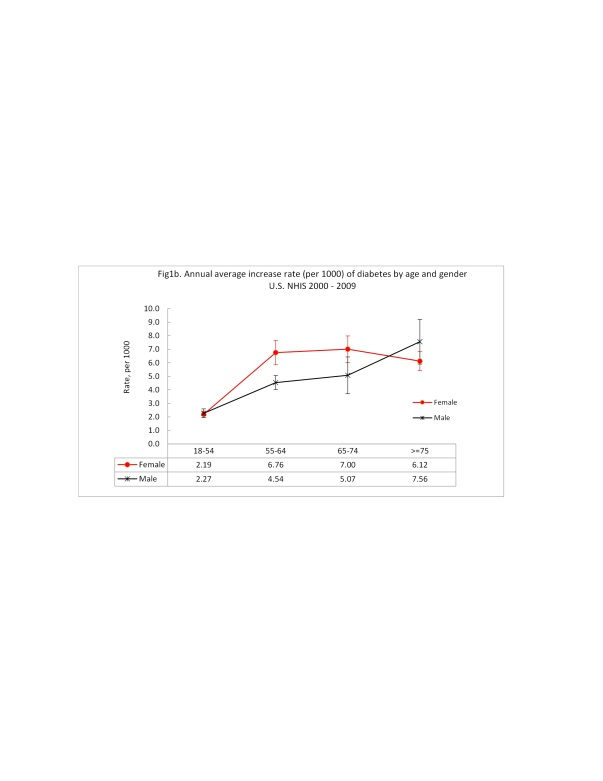 Fig1b. Annual average increase rate (per 1000) of diabetes by age and gender
U.S. NHIS 2000 - 2009
10.0
9.0
8.0
7.0
6.0
5.0
4.0
3.0
2.0
1.0
0.0
Rate, per 1000
Female
Male
18-54 55-64 65-74 >=75
Female 2.19 6.76 7.00 6.12
Male 2.27 4.54 5.07 7.56